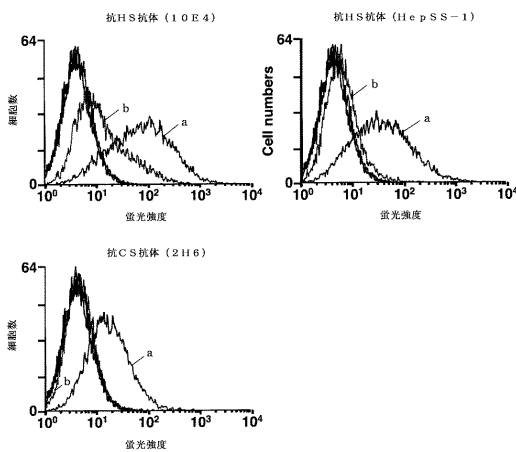 抗HS抗体(10E4)
64
細胞数
b
a
0
10⁰ 10¹ 10² 10³ 10⁴
蛍光強度
抗HS抗体(HepSS-1)
64
Cell numbers
b
a
0
10⁰ 10¹ 10² 10³ 10⁴
蛍光強度
抗CS抗体(2H6)
64
細胞数
a
b
0
10⁰ 10¹ 10² 10³ 10⁴
蛍光強度